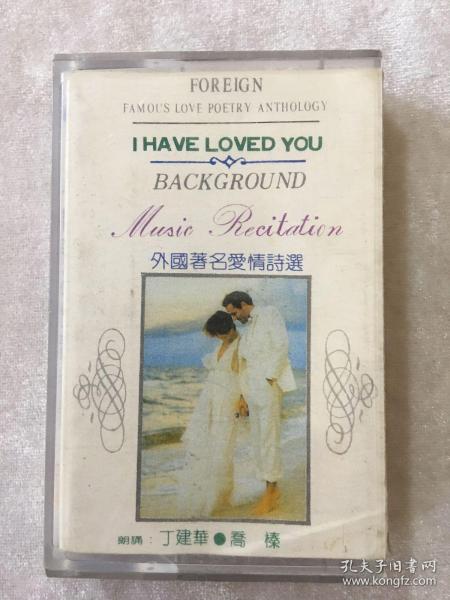 FOREIGN
FAMOUS LOVE POETRY ANTHOLOGY
I HAVE LOVED YOU
BACKGROUND
Music Recitation
外國著名愛情詩選
朗誦：丁建華●喬榛
孔夫子旧书网
www.kongfz.com